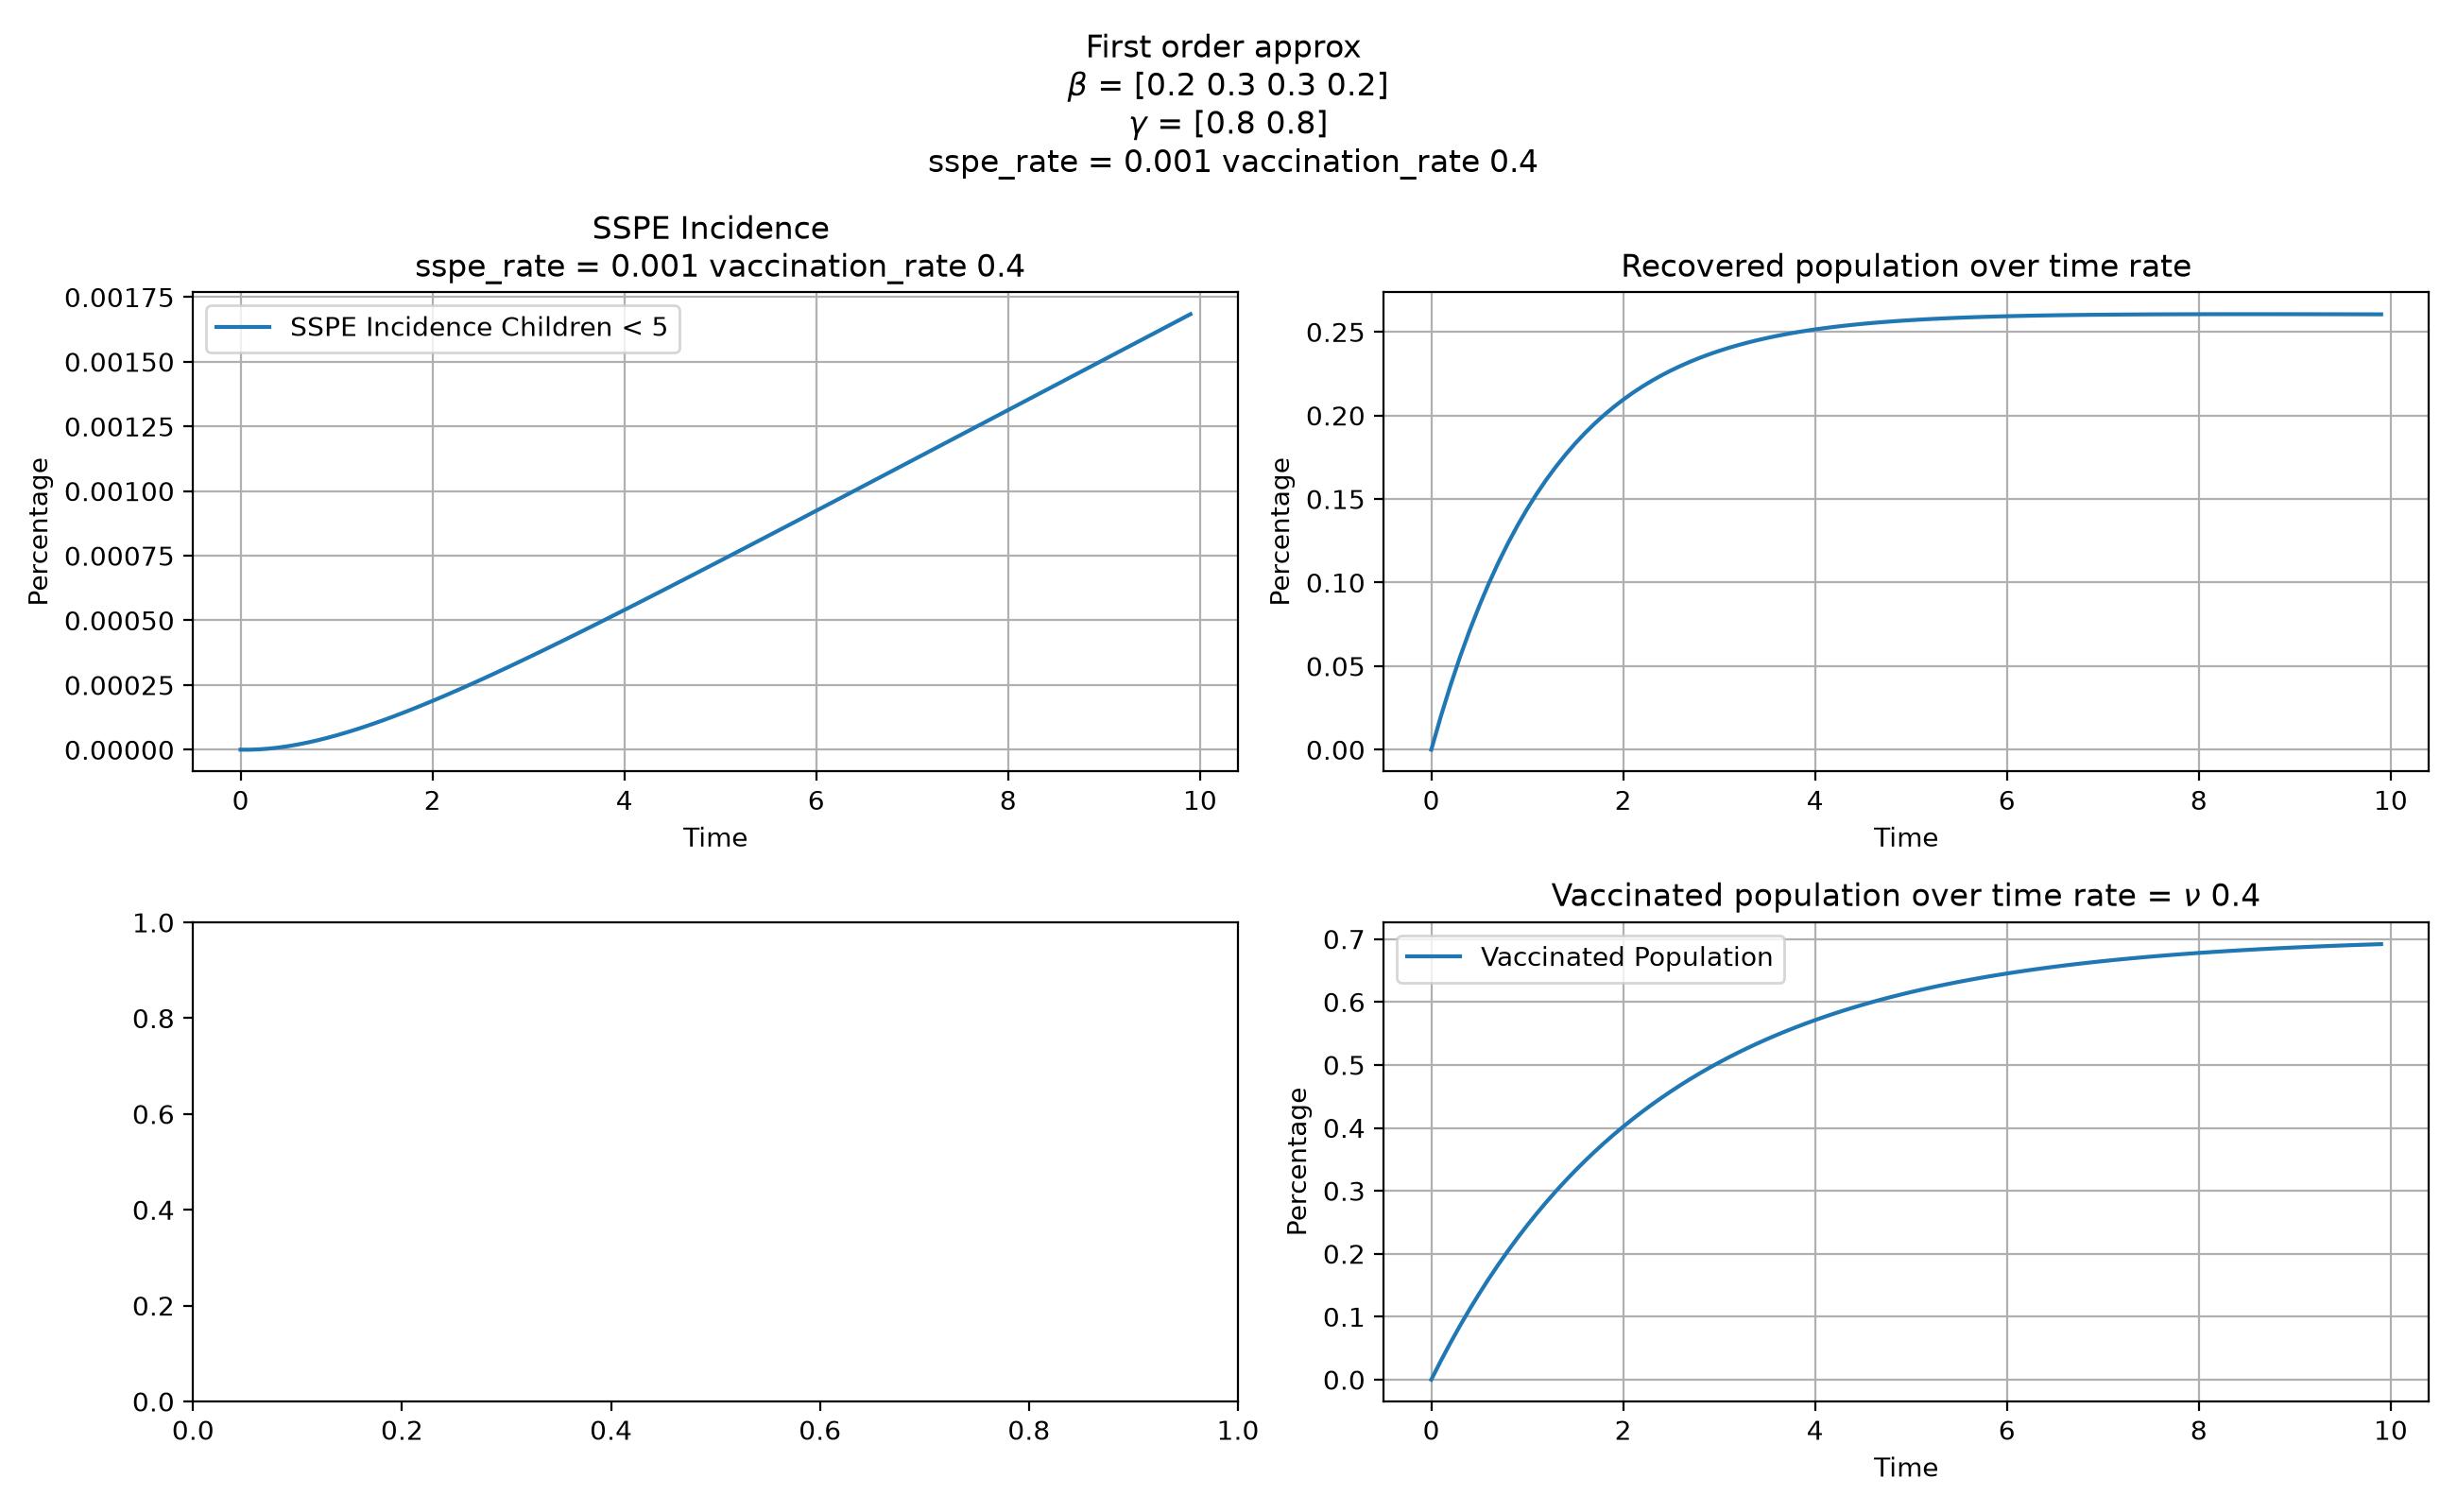 First order approx
β = [0.2 0.3 0.3 0.2]
γ = [0.8 0.8]
sspe_rate = 0.001 vaccination_rate 0.4
SSPE Incidence
sspe_rate = 0.001 vaccination_rate 0.4
0.00175
0.00150
0.00125
0.00100
0.00075
0.00050
0.00025
0.00000
Percentage
SSPE Incidence Children < 5
0 2 4 6 8 10
Time
Recovered population over time rate
0.25
0.20
0.15
0.10
0.05
0.00
Percentage
0 2 4 6 8 10
Time
1.0
0.8
0.6
0.4
0.2
0.0
0.0 0.2 0.4 0.6 0.8 1.0
Vaccinated population over time rate = ν 0.4
0.7
0.6
0.5
0.4
0.3
0.2
0.1
0.0
Percentage
Vaccinated Population
0 2 4 6 8 10
Time